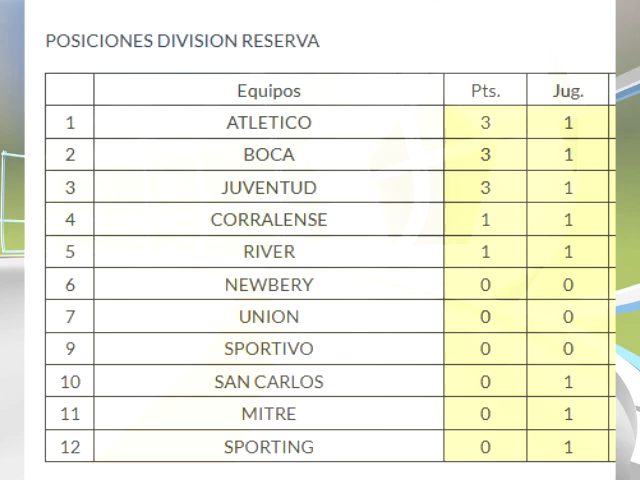 POSICIONES DIVISION RESERVA
Equipos Pts. Jug.
1 ATLETICO 3 1
2 BOCA 3 1
3 JUVENTUD 3 1
4 CORRALENSE 1 1
5 RIVER 1 1
6 NEWBERY 0 0
7 UNION 0 0
9 SPORTIVO 0 0
10 SAN CARLOS 0 1
11 MITRE 0 1
12 SPORTING 0 1